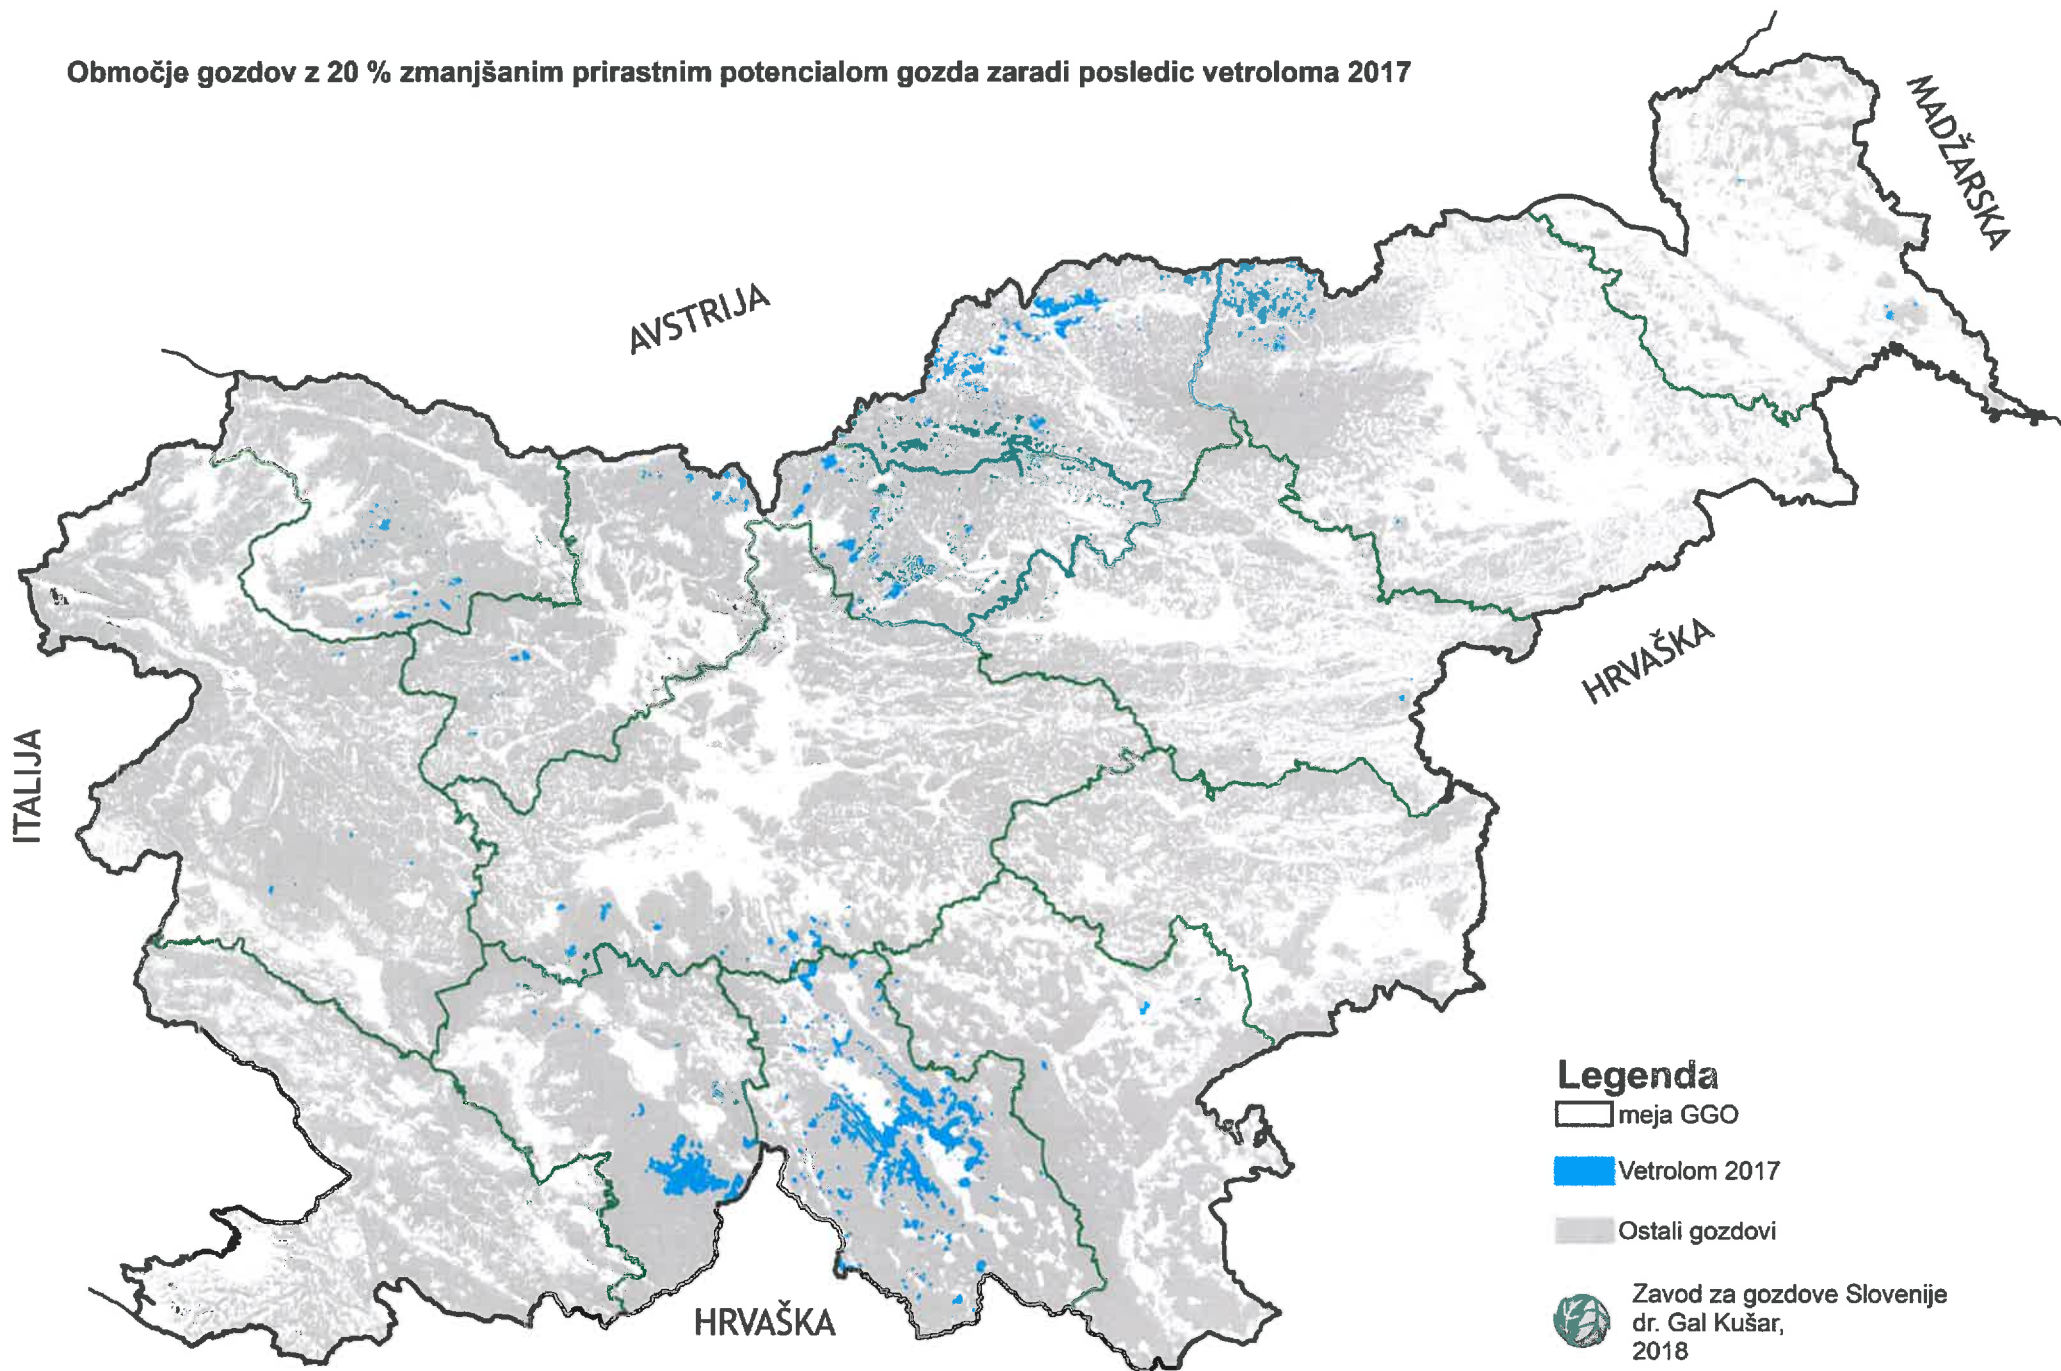 Območje gozdov z 20 % zmanjšanim prirastnim potencialom gozda zaradi posledic vetroloma 2017
MADŽARSKA
AVSTRIJA
HRVAŠKA
ITALIJA
HRVAŠKA
Legenda
meja GGO
Vetrolom 2017
Ostali gozdovi
Zavod za gozdove Slovenije
dr. Gal Kušar,
2018